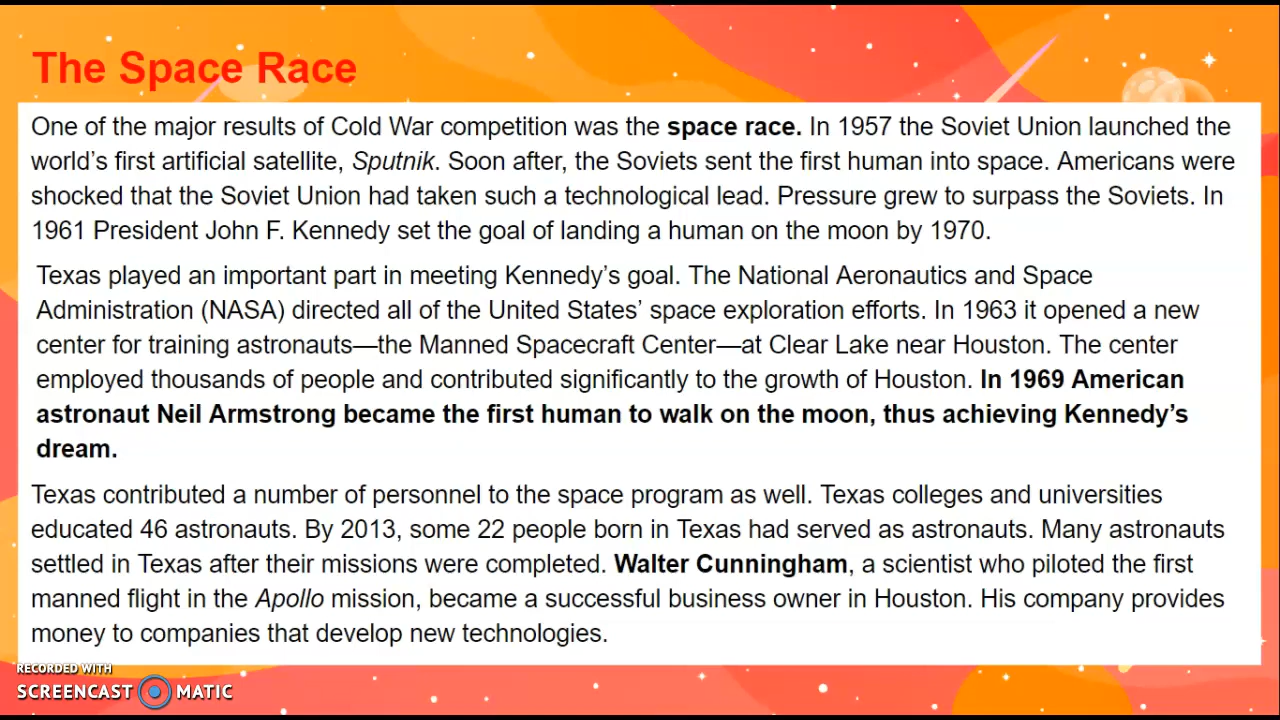 The Space Race
One of the major results of Cold War competition was the space race. In 1957 the Soviet Union launched the
world’s first artificial satellite, Sputnik. Soon after, the Soviets sent the first human into space. Americans were
shocked that the Soviet Union had taken such a technological lead. Pressure grew to surpass the Soviets. In
1961 President John F. Kennedy set the goal of landing a human on the moon by 1970.
Texas played an important part in meeting Kennedy’s goal. The National Aeronautics and Space
Administration (NASA) directed all of the United States’ space exploration efforts. In 1963 it opened a new
center for training astronauts—the Manned Spacecraft Center—at Clear Lake near Houston. The center
employed thousands of people and contributed significantly to the growth of Houston. In 1969 American
astronaut Neil Armstrong became the first human to walk on the moon, thus achieving Kennedy’s
dream.
Texas contributed a number of personnel to the space program as well. Texas colleges and universities
educated 46 astronauts. By 2013, some 22 people born in Texas had served as astronauts. Many astronauts
settled in Texas after their missions were completed. Walter Cunningham, a scientist who piloted the first
manned flight in the Apollo mission, became a successful business owner in Houston. His company provides
money to companies that develop new technologies.
RECORDED WITH
SCREENCAST MATIC